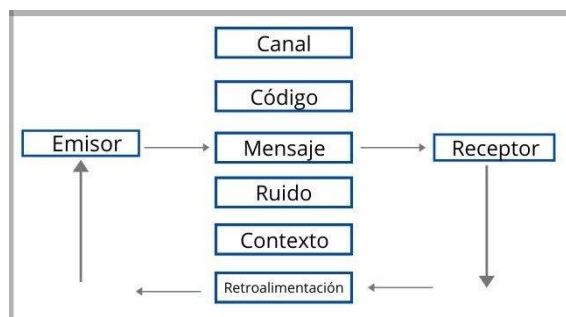 Canal
Código
Emisor
Mensaje
Receptor
Ruido
Contexto
Retroalimentación